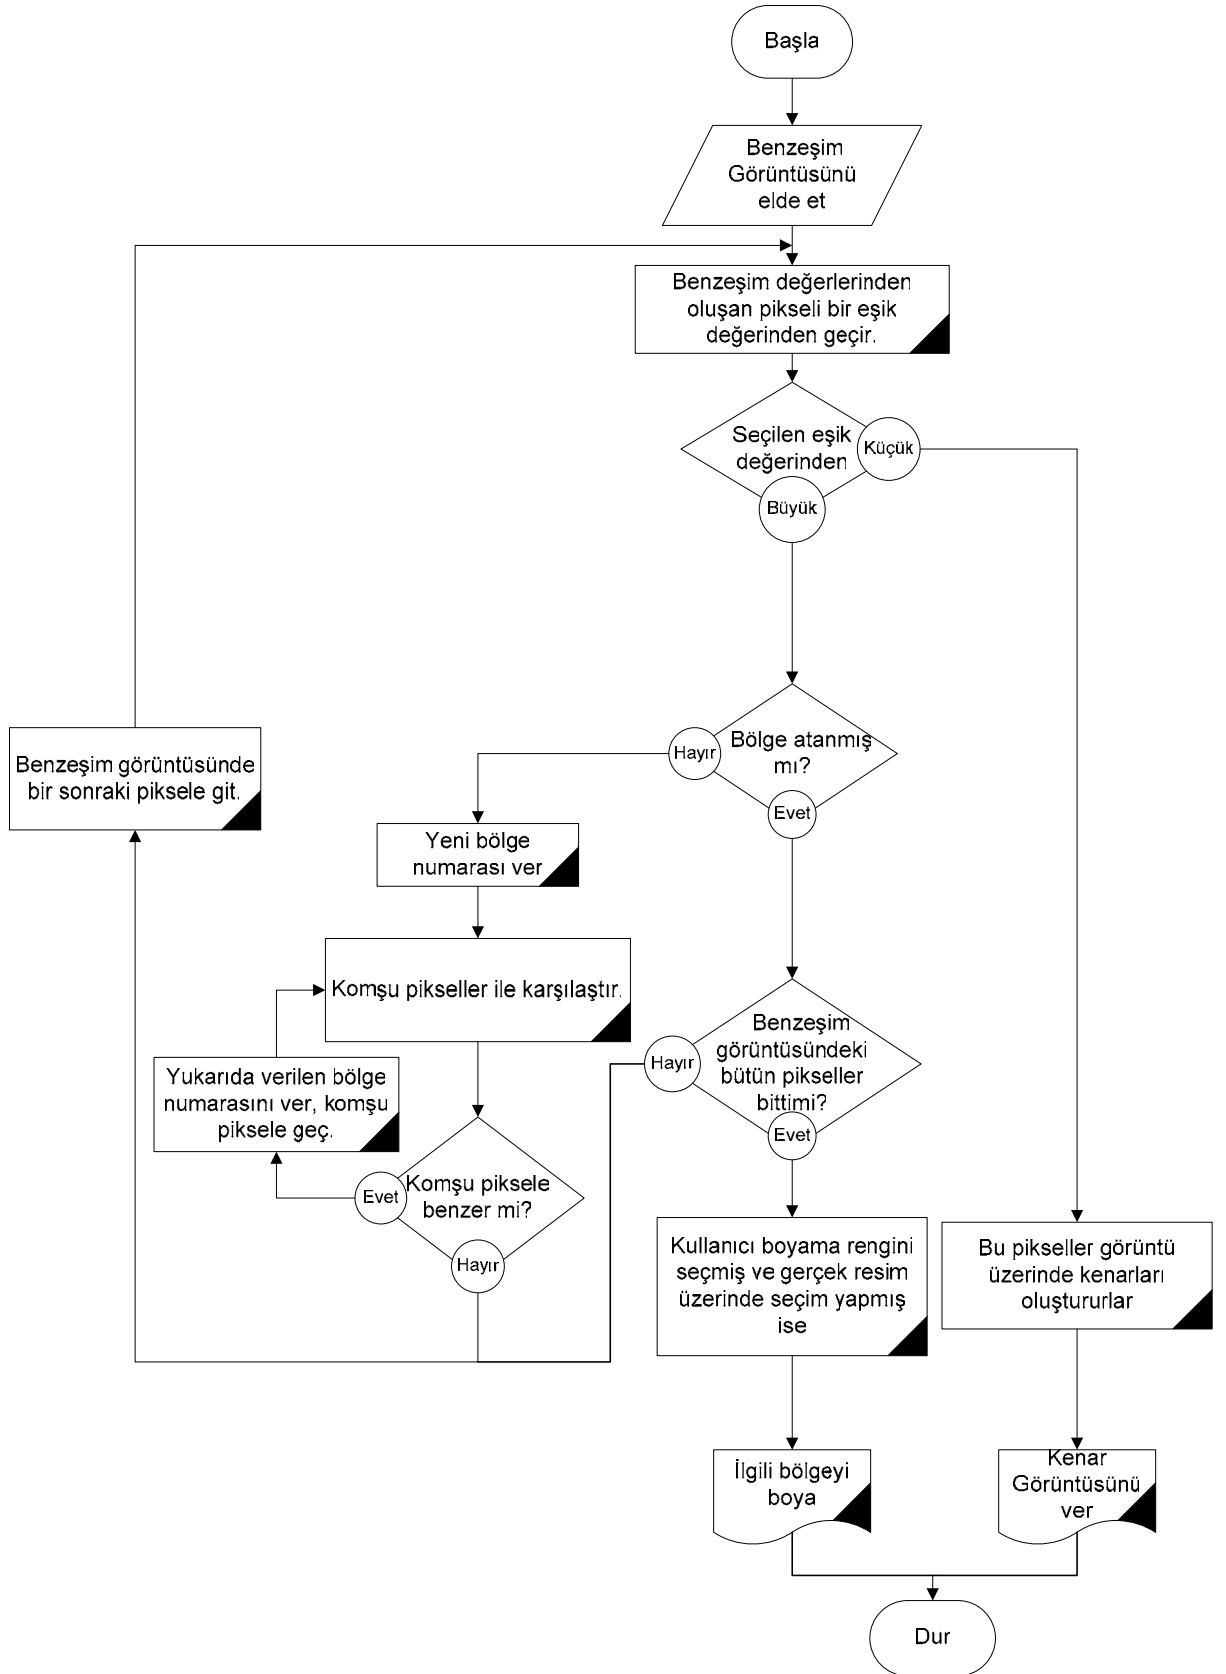 Başla
Benzeşim
Görüntüsünü
elde et
Benzeşim değerlerinden
oluşan pikseli bir eşik
değerinden geçir.
Seçilen eşik
değerinden
Küçük
Büyük
Bölge atanmış
mı?
Hayır
Evet
Benzeşim görüntüsünde
bir sonraki piksele git.
Yeni bölge
numarası ver
Komşu pikseller ile karşılaştır.
Yukarıda verilen bölge
numarasını ver, komşu
piksele geç.
Komşu piksele
benzer mi?
Evet
Hayır
Benzeşim
görüntüsündeki
bütün pikseller
bittimi?
Hayır
Evet
Kullanıcı boyama rengini
seçmiş ve gerçek resim
üzerinde seçim yapmış
ise
Bu pikseller görüntü
üzerinde kenarları
oluştururlar
İlgili bölgeyi
boya
Kenar
Görüntüsünü
ver
Dur